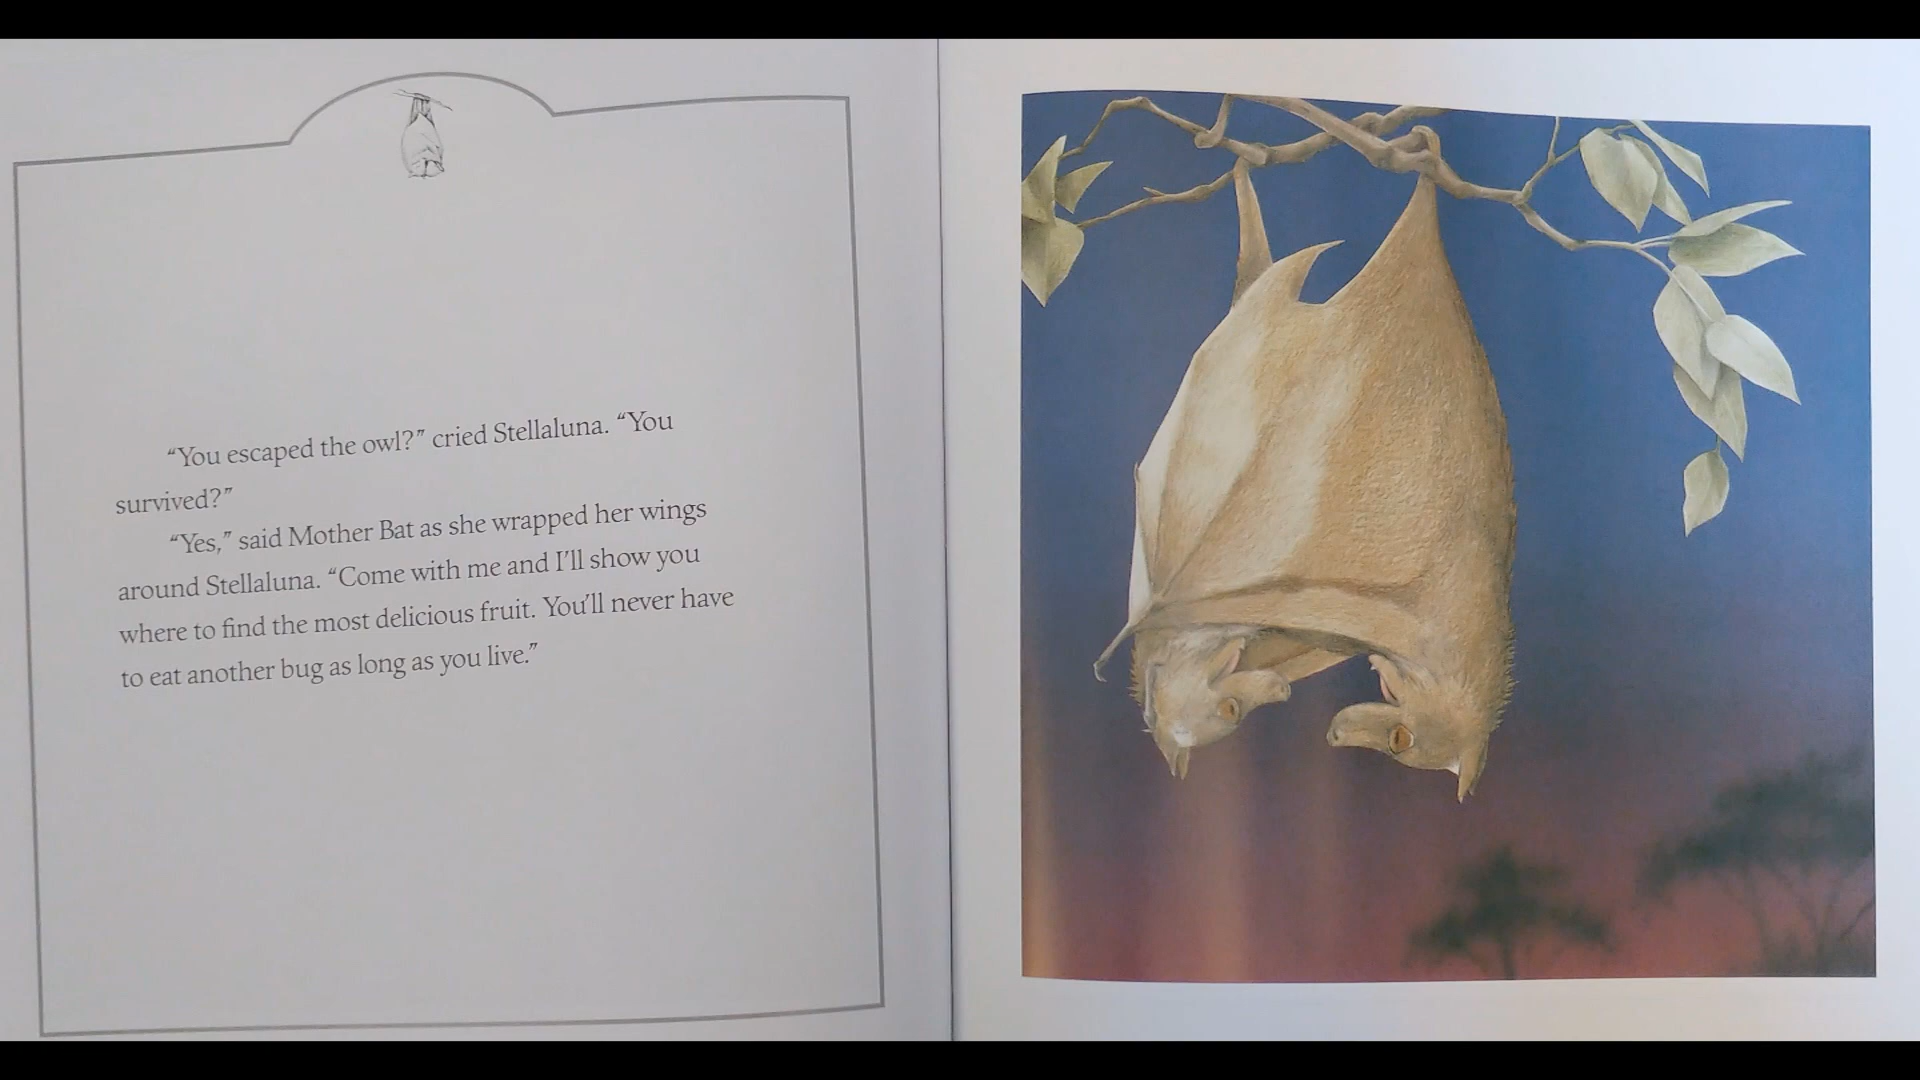 “You escaped the owl?” cried Stellaluna. “You
survived?”
“Yes,” said Mother Bat as she wrapped her wings
around Stellaluna. “Come with me and I’ll show you
where to find the most delicious fruit. You’ll never have
to eat another bug as long as you live.”